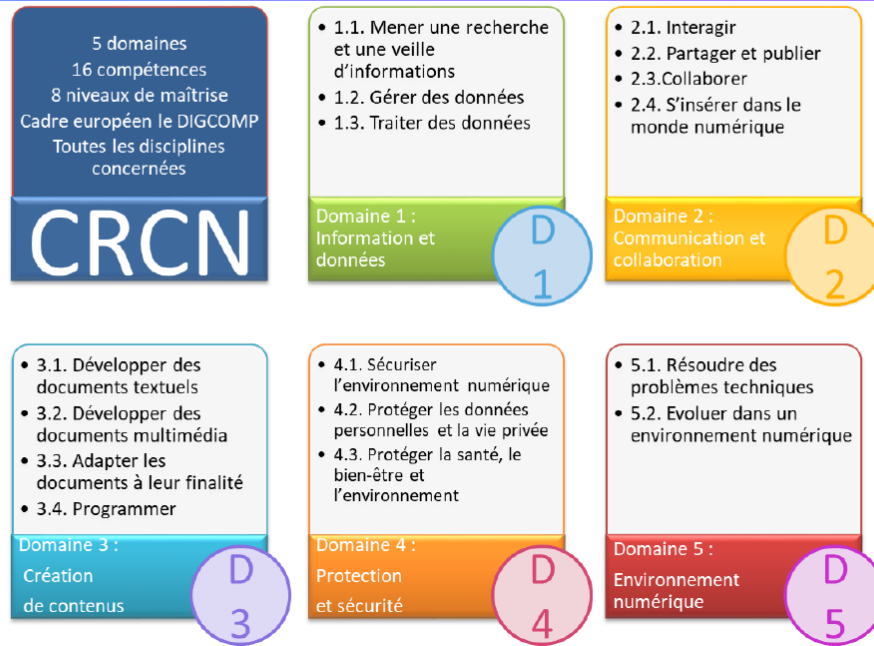 5 domaines
16 compétences
8 niveaux de maîtrise
Cadre européen le DIGCOMP
Toutes les disciplines
concernées
CRCN
• 1.1. Mener une recherche
et une veille
d'informations
• 1.2. Gérer des données
• 1.3. Traiter des données
Domaine 1 :
Information et
données
D
1
• 2.1. Interagir
• 2.2. Partager et publier
• 2.3.Collaborer
• 2.4. S'insérer dans le
monde numérique
Domaine 2 :
Communication et
collaboration
D
2
• 3.1. Développer des
documents textuels
• 3.2. Développer des
documents multimédia
• 3.3. Adapter les
documents à leur finalité
• 3.4. Programmer
Domaine 3 :
Création
de contenus
D
3
• 4.1. Sécuriser
l'environnement numérique
• 4.2. Protéger les données
personnelles et la vie privée
• 4.3. Protéger la santé, le
bien-être et
l'environnement
Domaine 4 :
Protection
et sécurité
D
4
• 5.1. Résoudre des
problèmes techniques
• 5.2. Evoluer dans un
environnement numérique
Domaine 5 :
Environnement
numérique
D
5